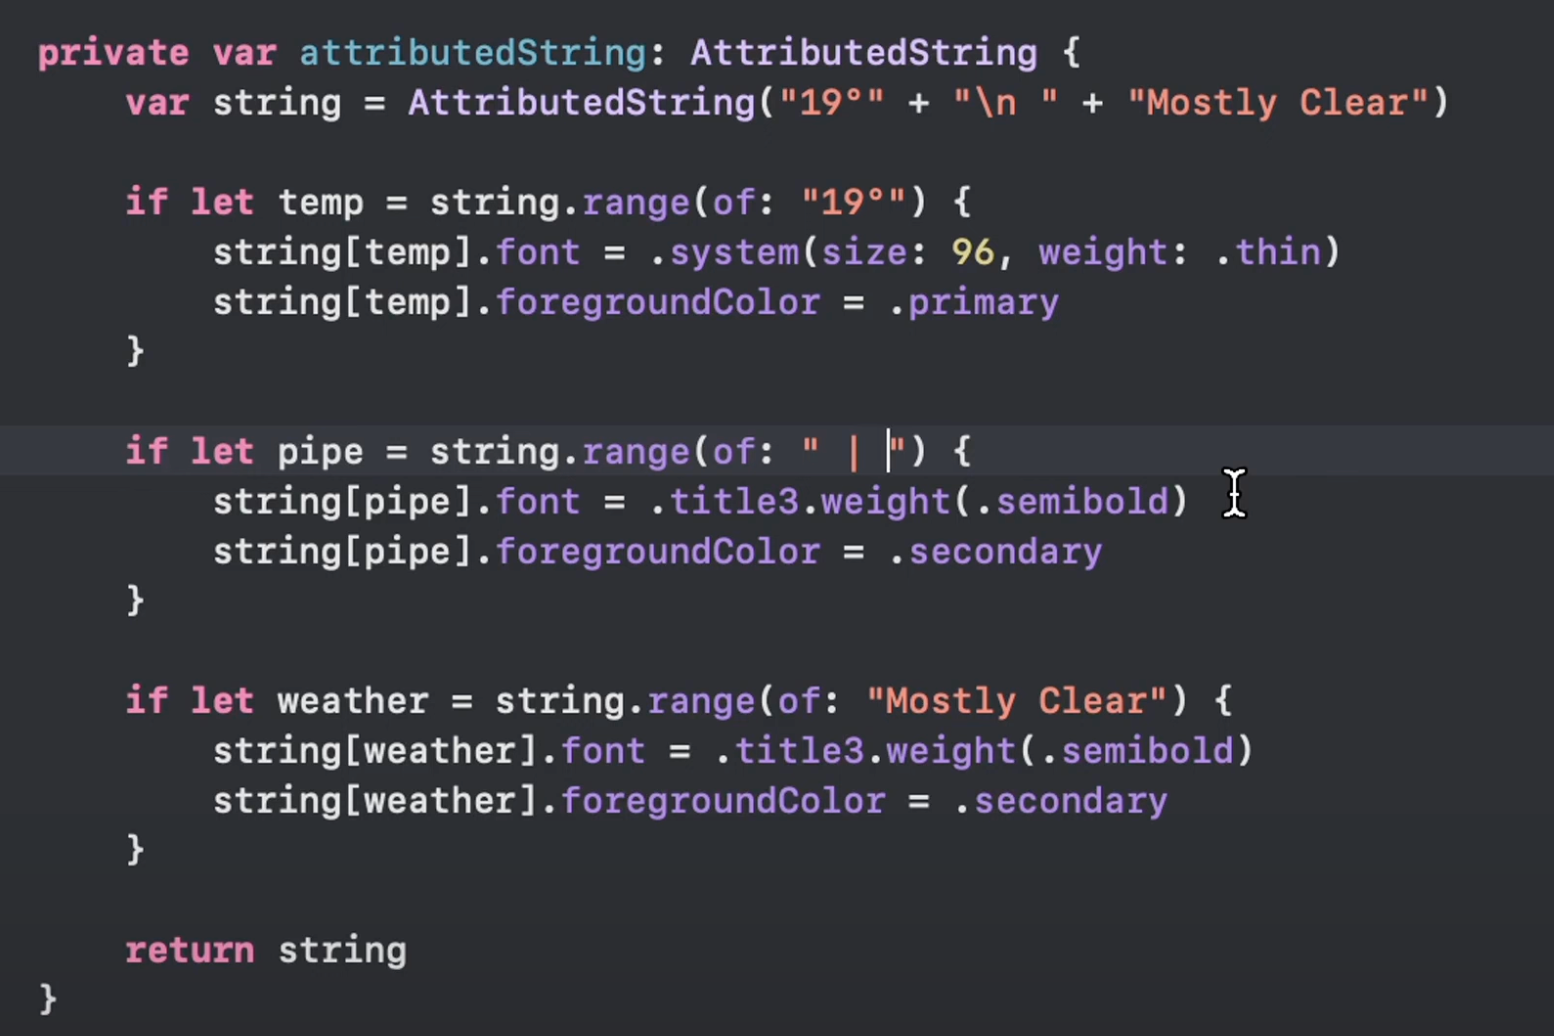 private var attributedString: AttributedString {
    var string = AttributedString("19°" + "\n " + "Mostly Clear")

    if let temp = string.range(of: "19°") {
        string[temp].font = .system(size: 96, weight: .thin)
        string[temp].foregroundColor = .primary
    }

    if let pipe = string.range(of: " | ") {
        string[pipe].font = .title3.weight(.semibold)
        string[pipe].foregroundColor = .secondary
    }

    if let weather = string.range(of: "Mostly Clear") {
        string[weather].font = .title3.weight(.semibold)
        string[weather].foregroundColor = .secondary
    }

    return string
}